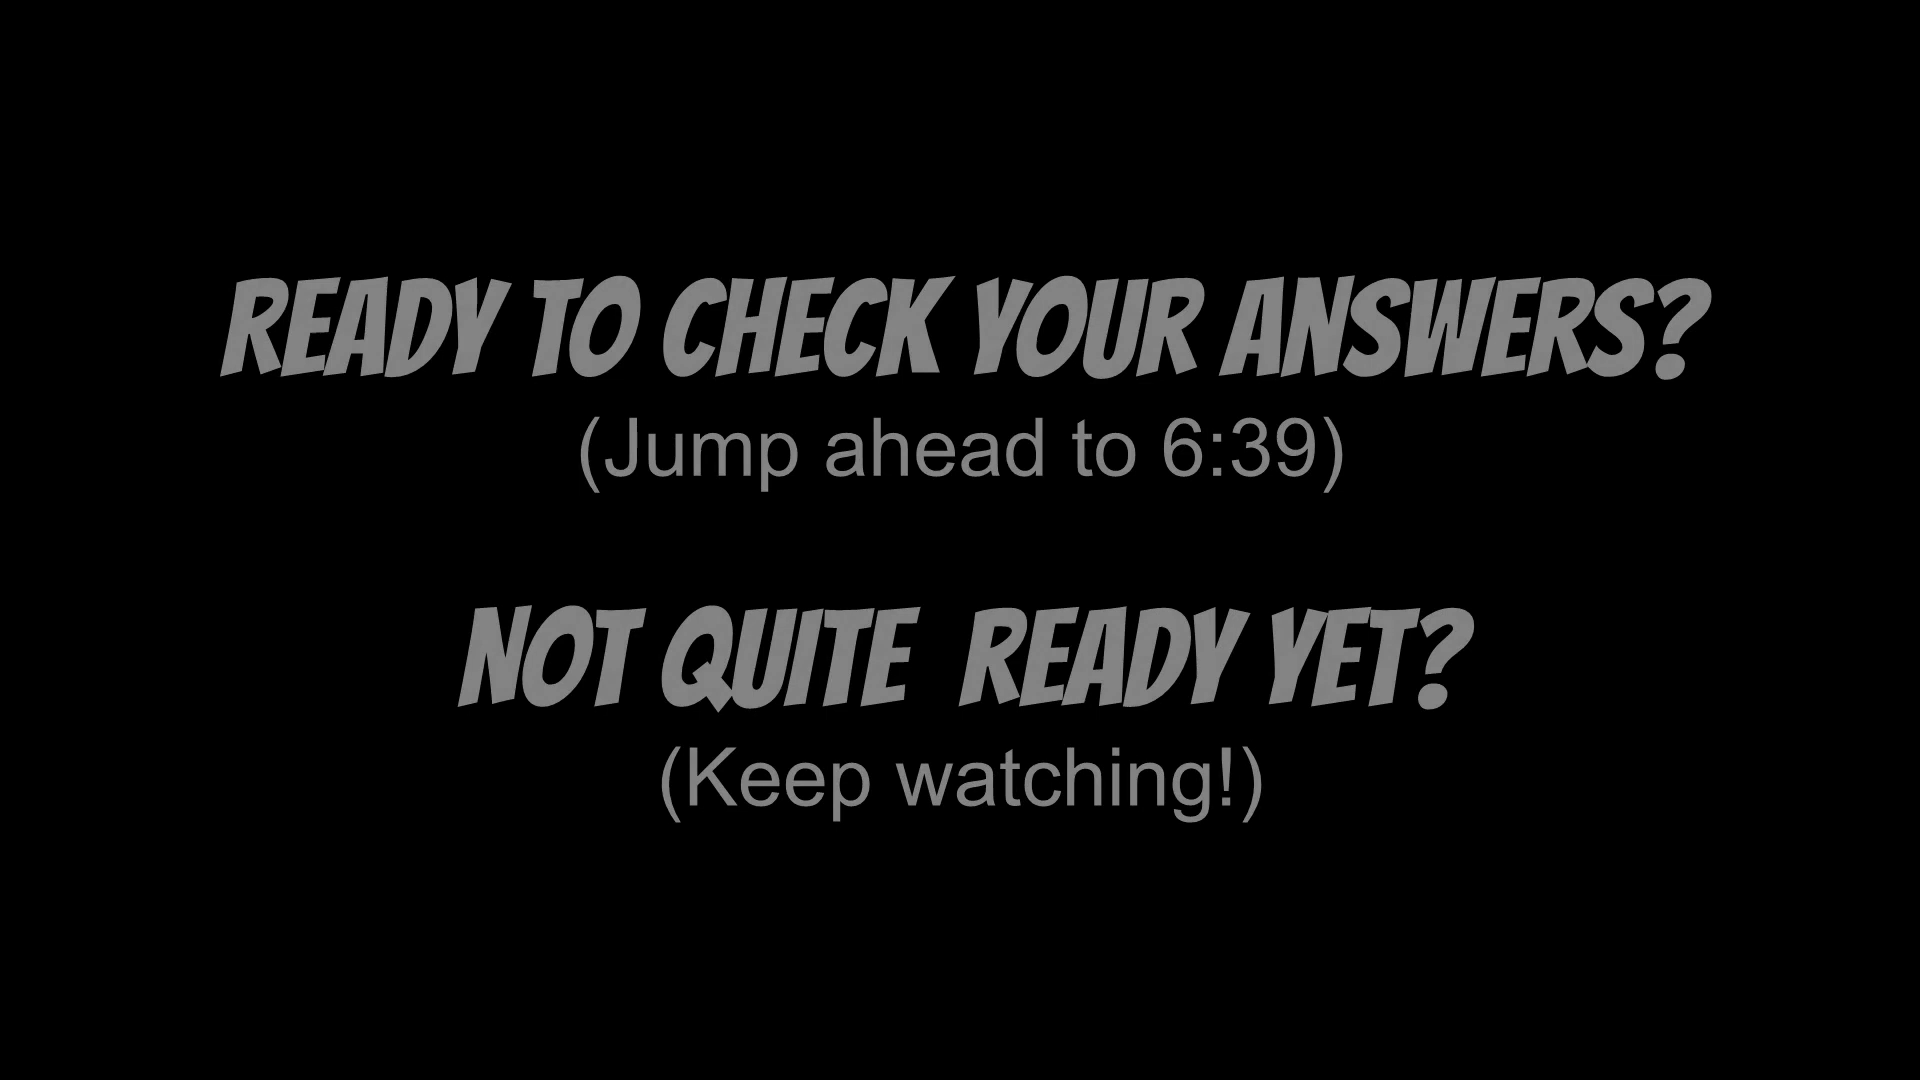 READY TO CHECK YOUR ANSWERS?
(Jump ahead to 6:39)
NOT QUITE READY YET?
(Keep watching!)